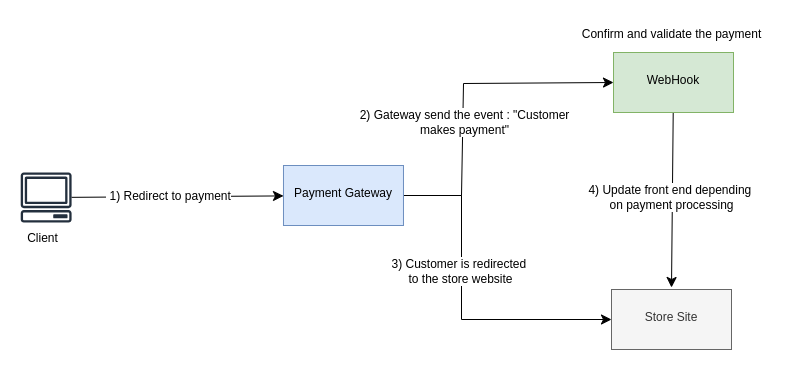 Confirm and validate the payment
WebHook
2) Gateway send the event : "Customer
makes payment"
1) Redirect to payment
Payment Gateway
4) Update front end depending
on payment processing
Client
3) Customer is redirected
to the store website
Store Site